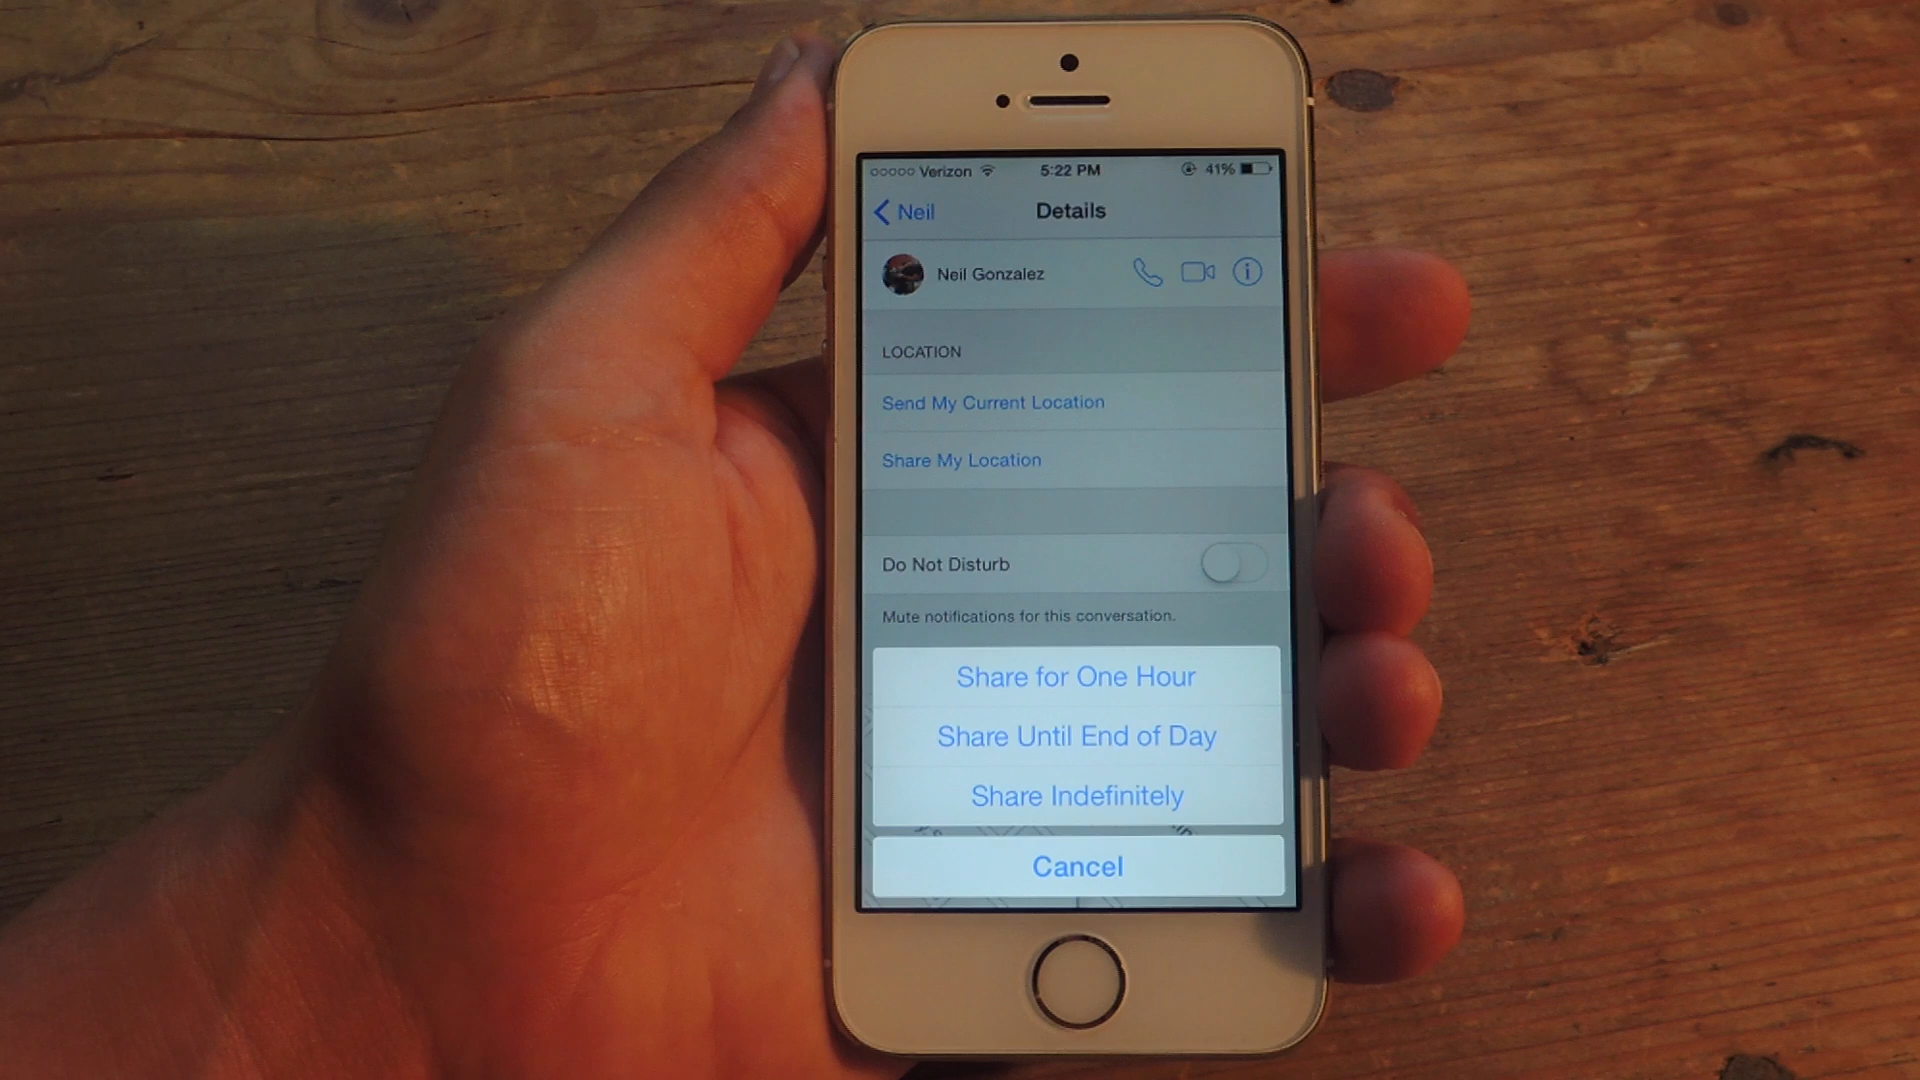 Verizon 5:22 PM 41%
Neil Details
Neil Gonzalez
LOCATION
Send My Current Location
Share My Location
Do Not Disturb
Mute notifications for this conversation.
Share for One Hour
Share Until End of Day
Share Indefinitely
Cancel